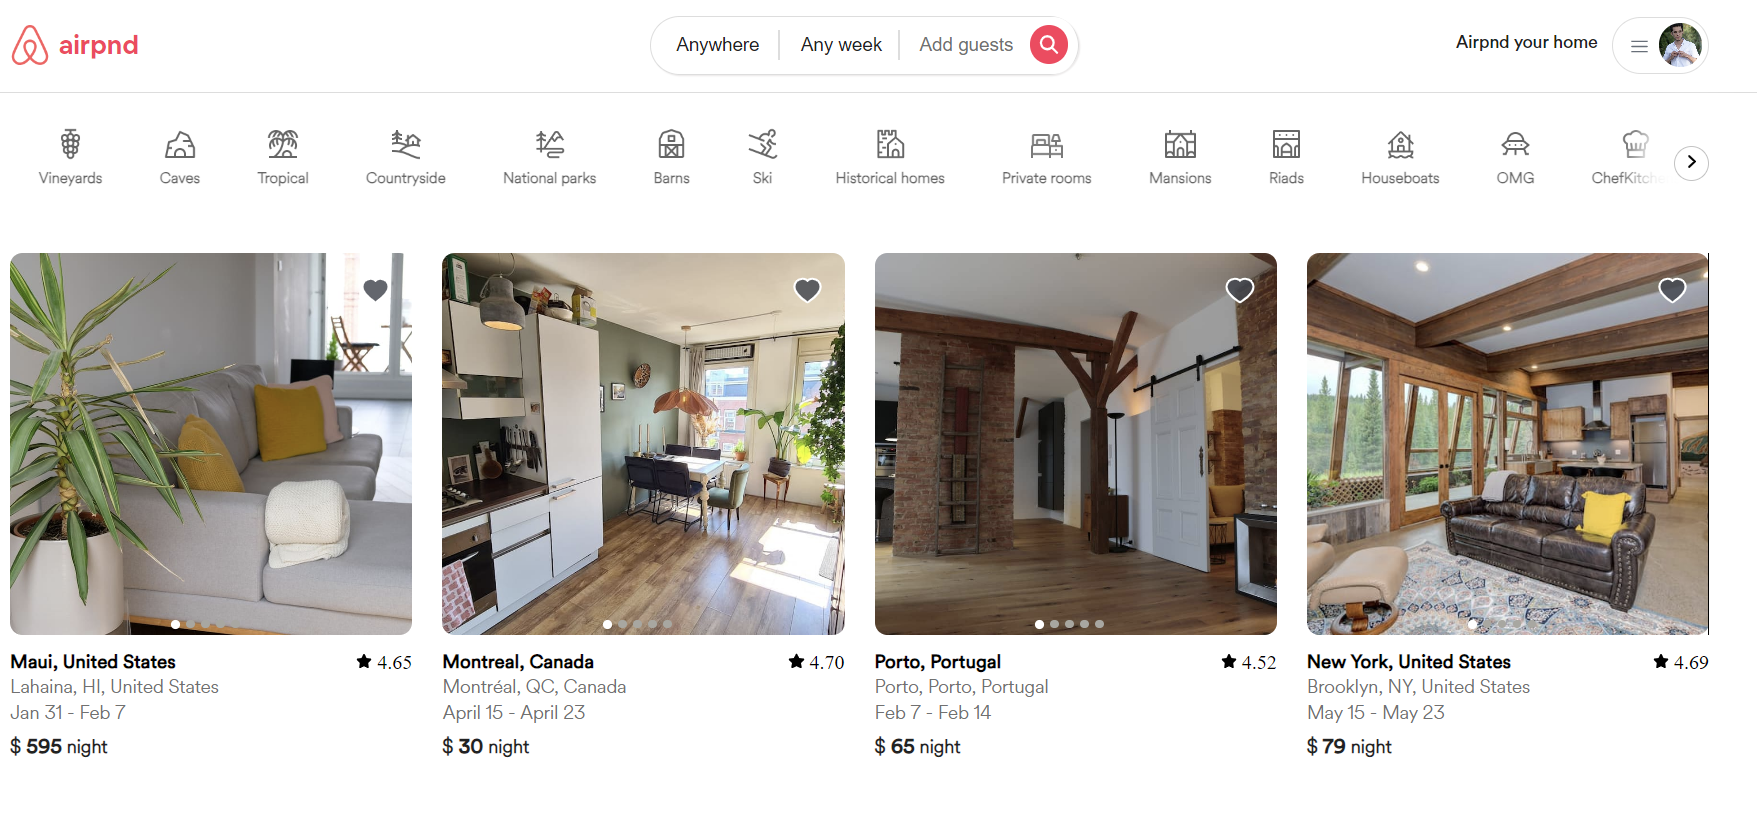 airpnd
Anywhere
Any week
Add guests
Airpnd your home
Vineyards
Caves
Tropical
Countryside
National parks
Barns
Ski
Historical homes
Private rooms
Mansions
Riads
Houseboats
OMG
ChefKitche
Maui, United States
4.65
Lahaina, HI, United States
Jan 31 - Feb 7
$ 595 night
Montreal, Canada
4.70
Montréal, QC, Canada
April 15 - April 23
$ 30 night
Porto, Portugal
4.52
Porto, Porto, Portugal
Feb 7 - Feb 14
$ 65 night
New York, United States
4.69
Brooklyn, NY, United States
May 15 - May 23
$ 79 night